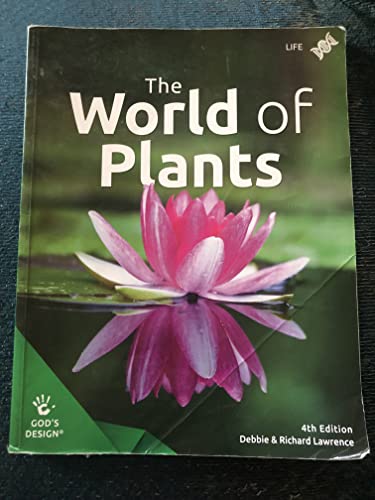 LIFE
The
World of
Plants
GOD'S
DESIGN®
4th Edition
Debbie & Richard Lawrence